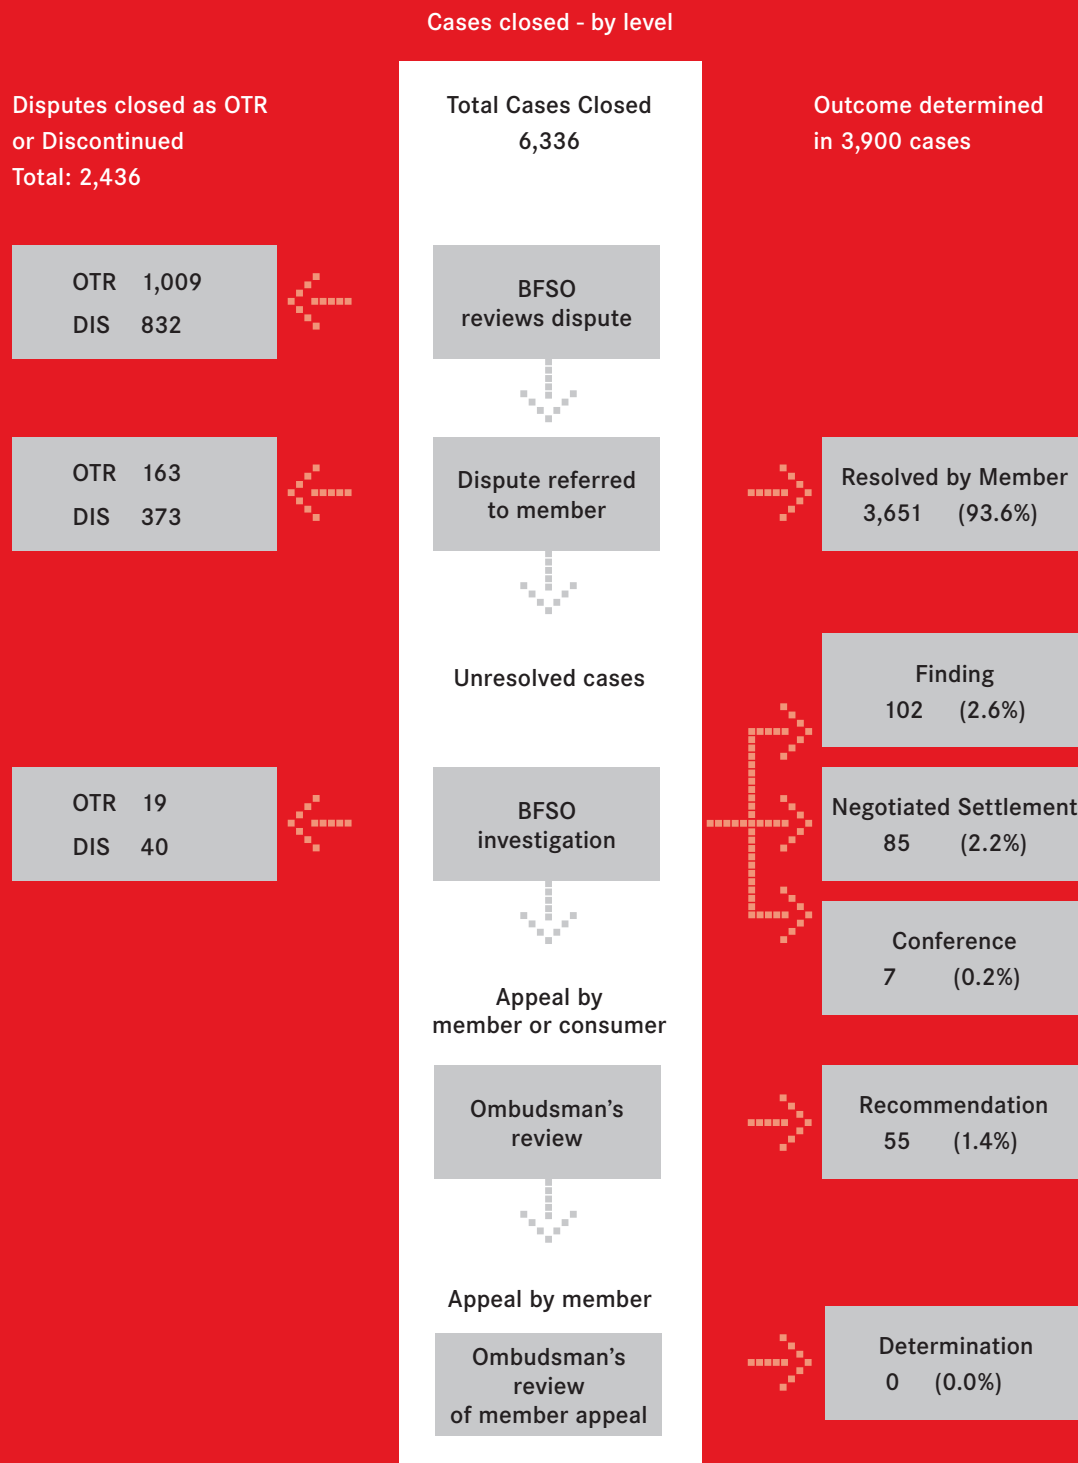 Cases closed - by level
Disputes closed as OTR
or Discontinued
Total: 2,436
Total Cases Closed
6,336
Outcome determined
in 3,900 cases
OTR 1,009
DIS 832
BFSO
reviews dispute
OTR 163
DIS 373
Dispute referred
to member
Resolved by Member
3,651 (93.6%)
Unresolved cases
Finding
102 (2.6%)
OTR 19
DIS 40
BFSO
investigation
Negotiated Settlement
85 (2.2%)
Conference
7 (0.2%)
Appeal by
member or consumer
Ombudsman's
review
Recommendation
55 (1.4%)
Appeal by member
Ombudsman's
review
of member appeal
Determination
0 (0.0%)